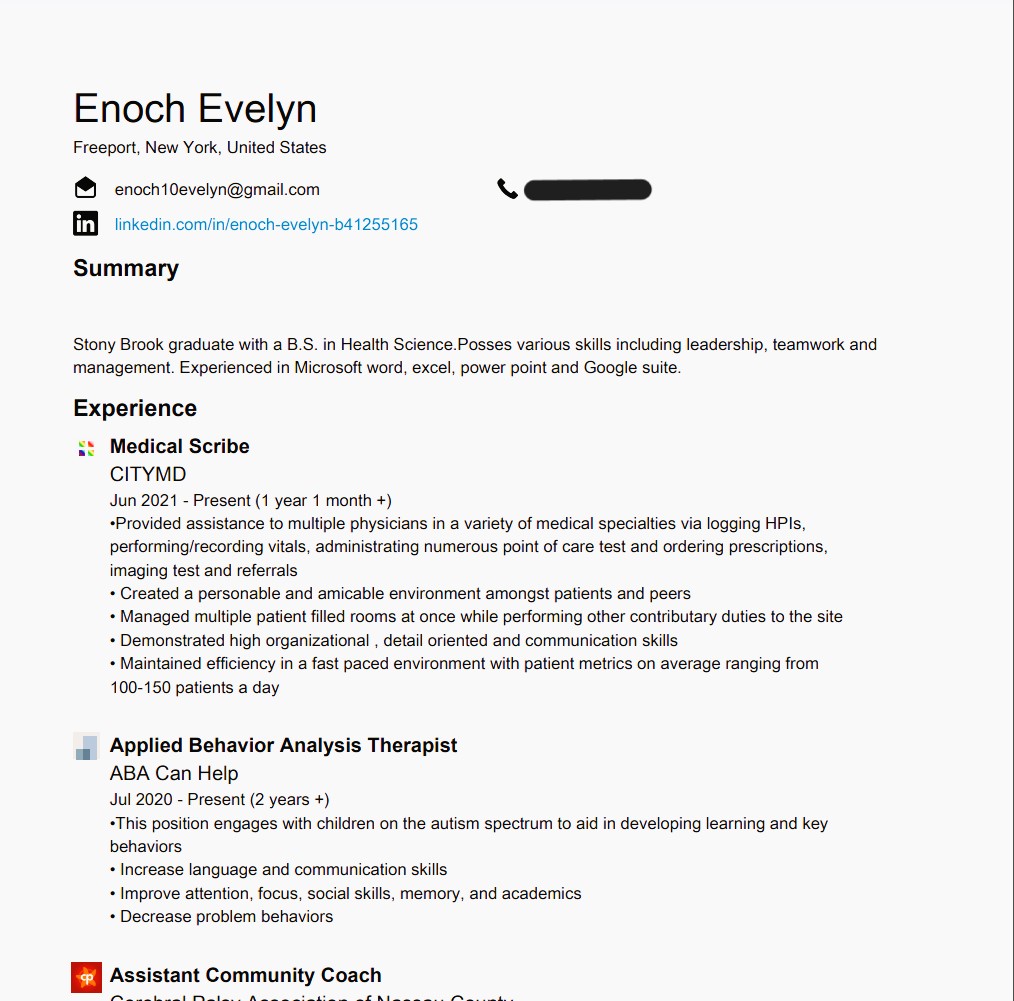 Enoch Evelyn
Freeport, New York, United States
enoch10evelyn@gmail.com
in linkedin.com/in/enoch-evelyn-b41255165
Summary
Stony Brook graduate with a B.S. in Health Science.Posses various skills including leadership, teamwork and
management. Experienced in Microsoft word, excel, power point and Google suite.
Experience
Medical Scribe
CITYMD
Jun 2021 - Present (1 year 1 month +)
•Provided assistance to multiple physicians in a variety of medical specialties via logging HPIs,
performing/recording vitals, administrating numerous point of care test and ordering prescriptions,
imaging test and referrals
• Created a personable and amicable environment amongst patients and peers
• Managed multiple patient filled rooms at once while performing other contributary duties to the site
• Demonstrated high organizational , detail oriented and communication skills
• Maintained efficiency in a fast paced environment with patient metrics on average ranging from
100-150 patients a day
Applied Behavior Analysis Therapist
ABA Can Help
Jul 2020 - Present (2 years +)
•This position engages with children on the autism spectrum to aid in developing learning and key
behaviors
• Increase language and communication skills
• Improve attention, focus, social skills, memory, and academics
• Decrease problem behaviors
cp Assistant Community Coach
Cerebral Palsy Association of Nassau County